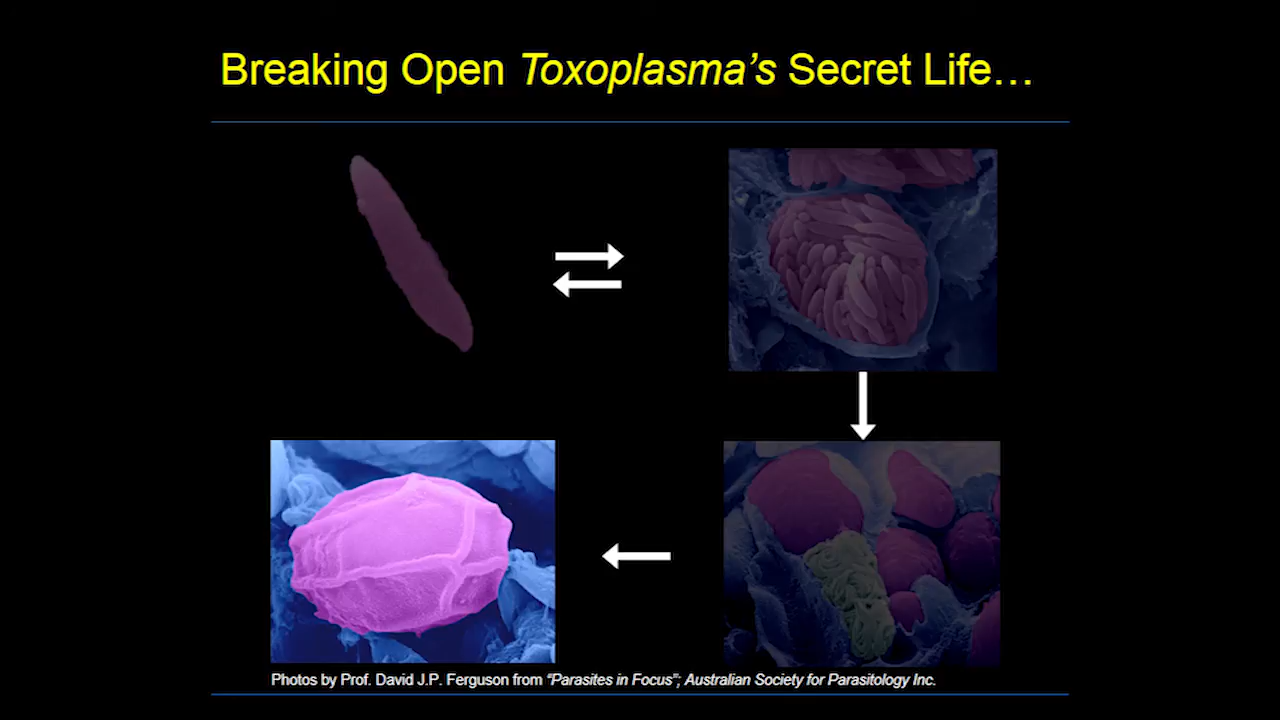 Breaking Open Toxoplasma's Secret Life…
Photos by Prof. David J.P. Ferguson from “Parasites in Focus”; Australian Society for Parasitology Inc.